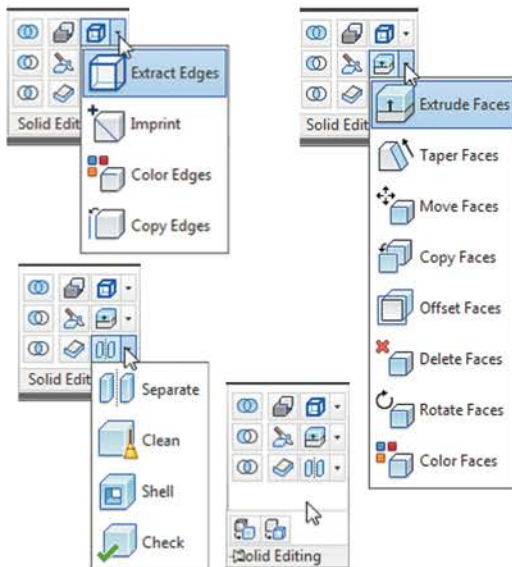 Extract Edges
Imprint
Color Edges
Copy Edges
Solid Edit
Solid Edit
Extrude Faces
Taper Faces
Move Faces
Copy Faces
Offset Faces
Delete Faces
Rotate Faces
Color Faces
Solid Edit
Separate
Clean
Shell
Check
Solid Editing